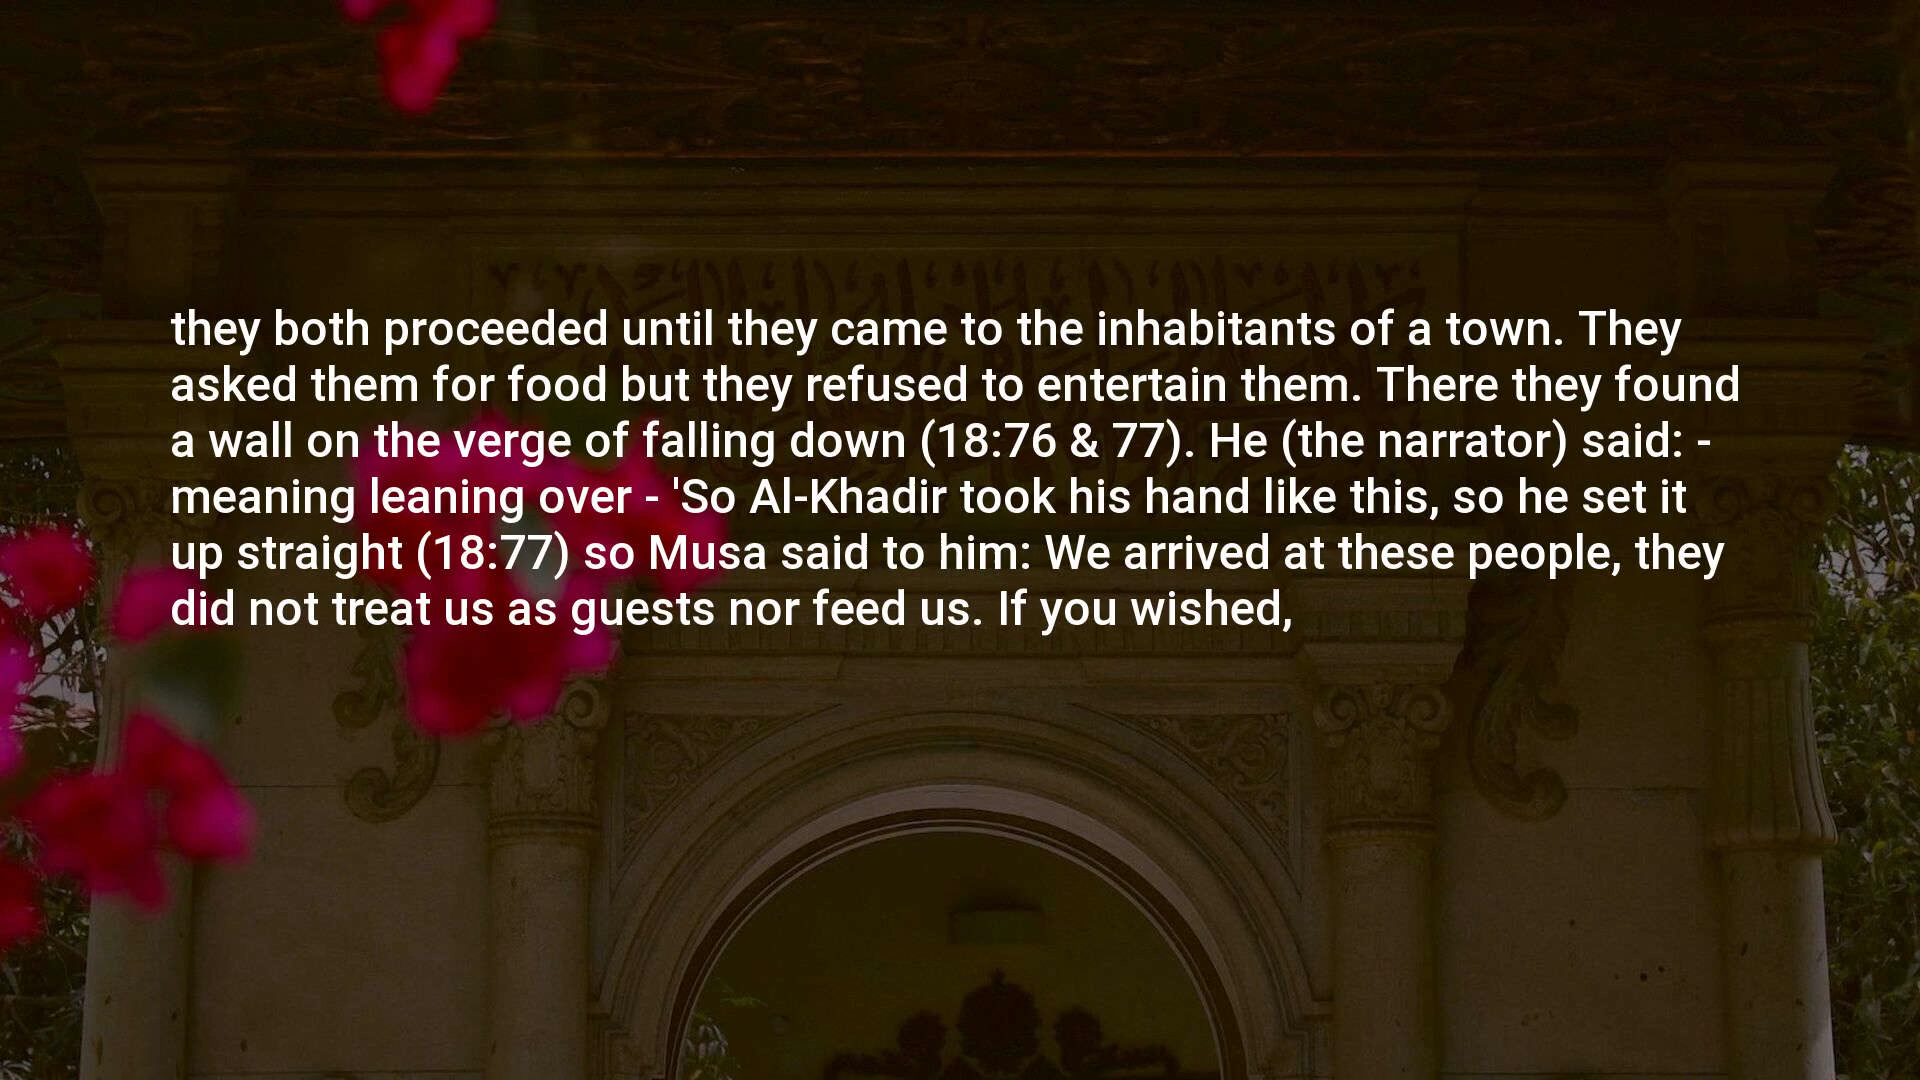 they both proceeded until they came to the inhabitants of a town. They
asked them for food but they refused to entertain them. There they found
a wall on the verge of falling down (18:76 & 77). He (the narrator) said: -
meaning leaning over - 'So Al-Khadir took his hand like this, so he set it
up straight (18:77) so Musa said to him: We arrived at these people, they
did not treat us as guests nor feed us. If you wished,